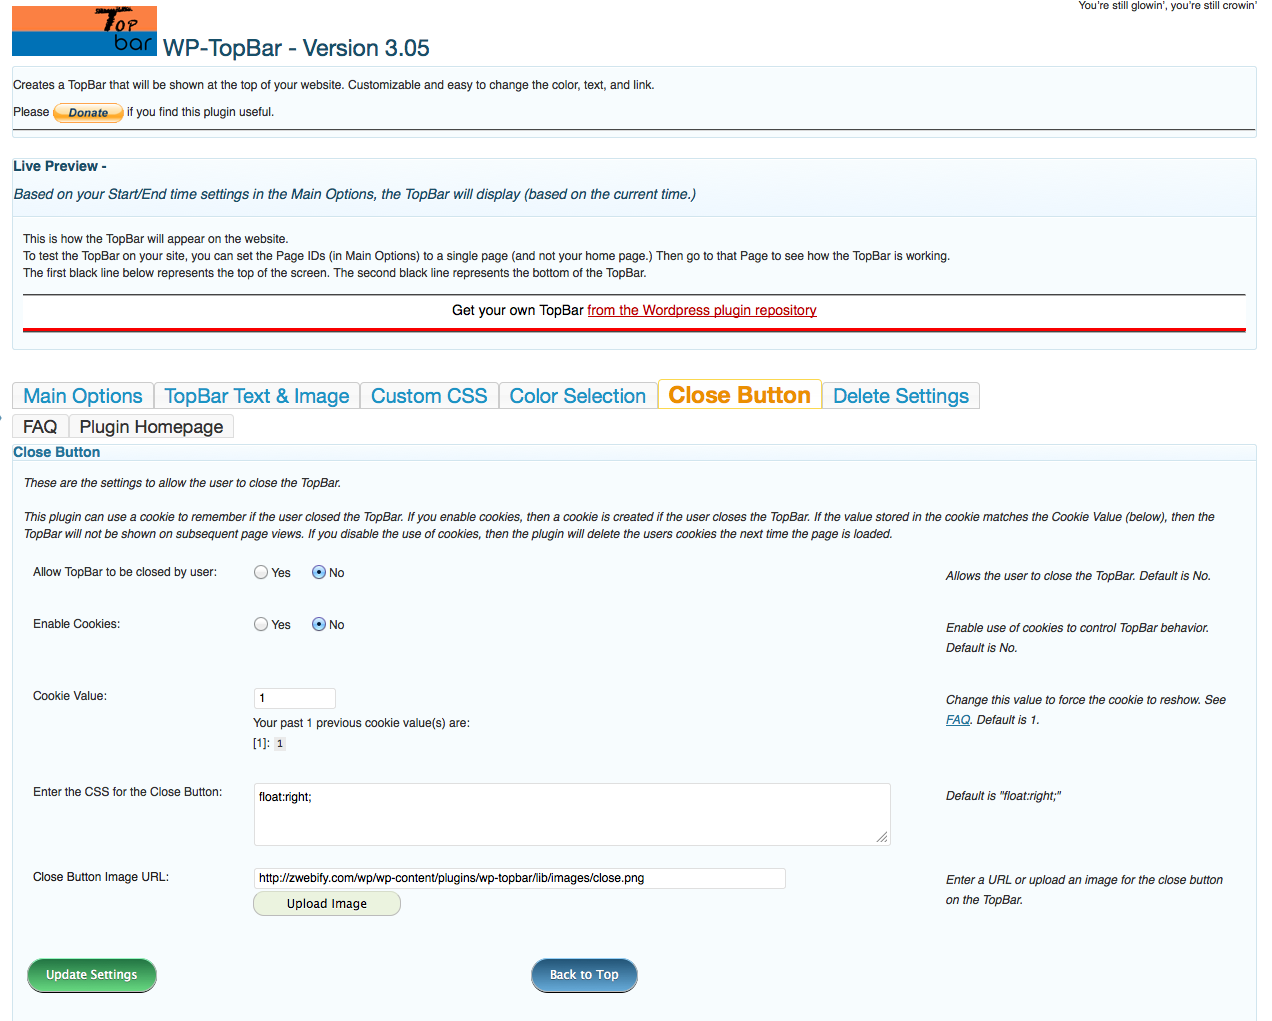 You're still glowin', you're still crowin'
Top
bar
WP-TopBar - Version 3.05
Creates a TopBar that will be shown at the top of your website. Customizable and easy to change the color, text, and link.
Please Donate if you find this plugin useful.
Live Preview -
Based on your Start/End time settings in the Main Options, the TopBar will display (based on the current time.)
This is how the TopBar will appear on the website.
To test the TopBar on your site, you can set the Page IDs (in Main Options) to a single page (and not your home page.) Then go to that Page to see how the TopBar is working.
The first black line below represents the top of the screen. The second black line represents the bottom of the TopBar.
Get your own TopBar from the Wordpress plugin repository
Main Options TopBar Text & Image Custom CSS Color Selection Close Button Delete Settings
FAQ Plugin Homepage
Close Button
These are the settings to allow the user to close the TopBar.
This plugin can use a cookie to remember if the user closed the TopBar. If you enable cookies, then a cookie is created if the user closes the TopBar. If the value stored in the cookie matches the Cookie Value (below), then the
TopBar will not be shown on subsequent page views. If you disable the use of cookies, then the plugin will delete the users cookies the next time the page is loaded.
Allow TopBar to be closed by user: Yes No Allows the user to close the TopBar. Default is No.
Enable Cookies: Yes No Enable use of cookies to control TopBar behavior.
Default is No.
Cookie Value: 1 Change this value to force the cookie to reshow. See
FAQ. Default is 1.
Your past 1 previous cookie value(s) are:
[1]: 1
Enter the CSS for the Close Button: float:right; Default is "float:right;"
Close Button Image URL: http://zwebify.com/wp/wp-content/plugins/wp-topbar/lib/images/close.png Enter a URL or upload an image for the close button
on the TopBar.
Upload Image
Update Settings Back to Top